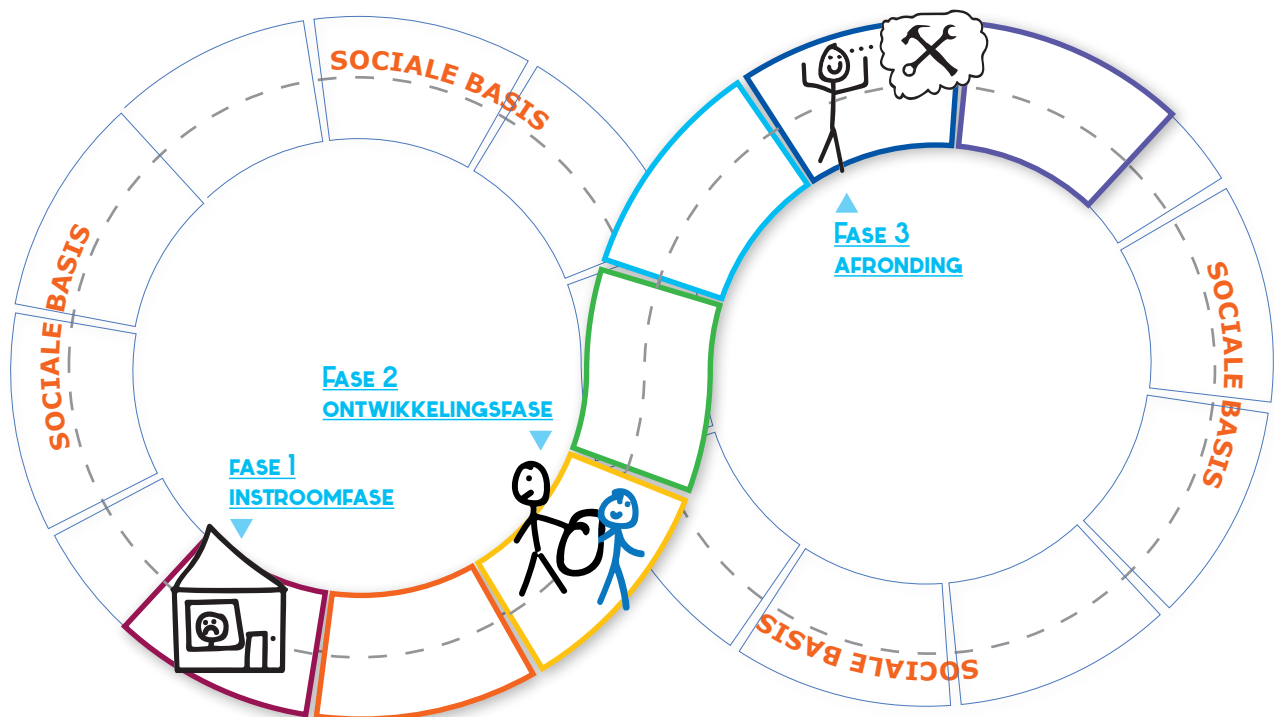 SOCIALE BASIS
SOCIALE BASIS
FASE 3
AFRONDING
SOCIALE BASIS
FASE 2
ONTWIKKELINGSFASE
FASE 1
INSTROOMFASE
SOCIALE BASIS